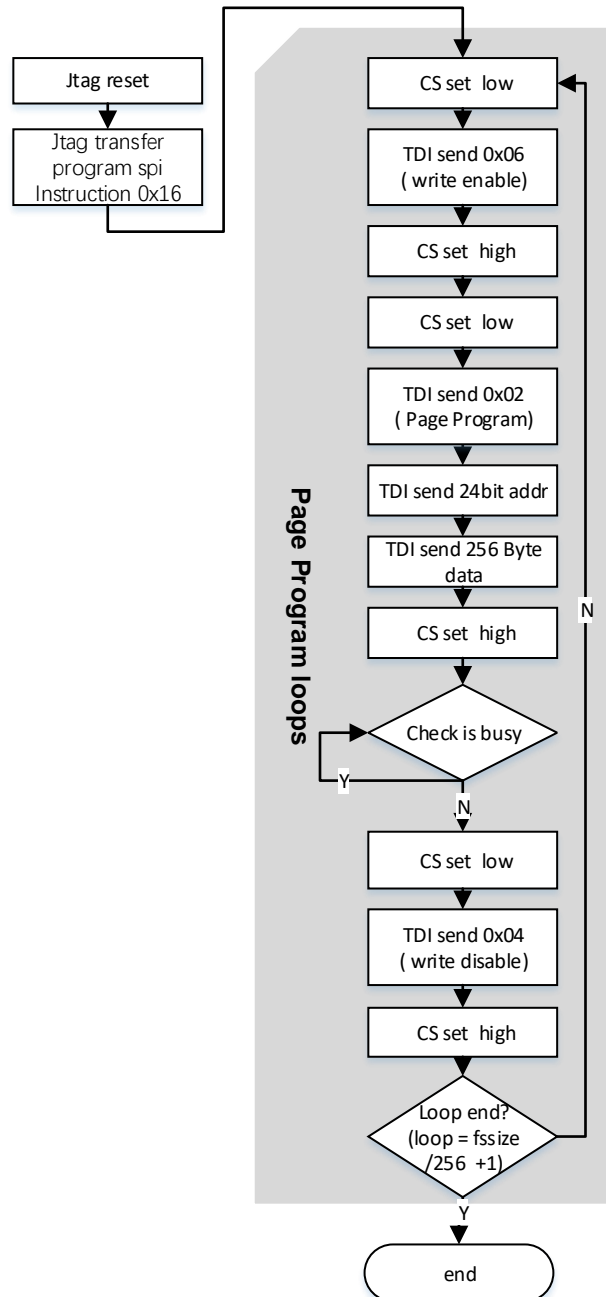 Jtag reset
Jtag transfer
program spi
Instruction 0x16
CS set low
TDI send 0x06
( write enable)
CS set high
CS set low
TDI send 0x02
( Page Program)
TDI send 24bit addr
TDI send 256 Byte
data
CS set high
Page Program loops
Check is busy
Y
N
CS set low
TDI send 0x04
( write disable)
CS set high
Loop end?
(loop = fssize
/256 +1)
N
Y
end